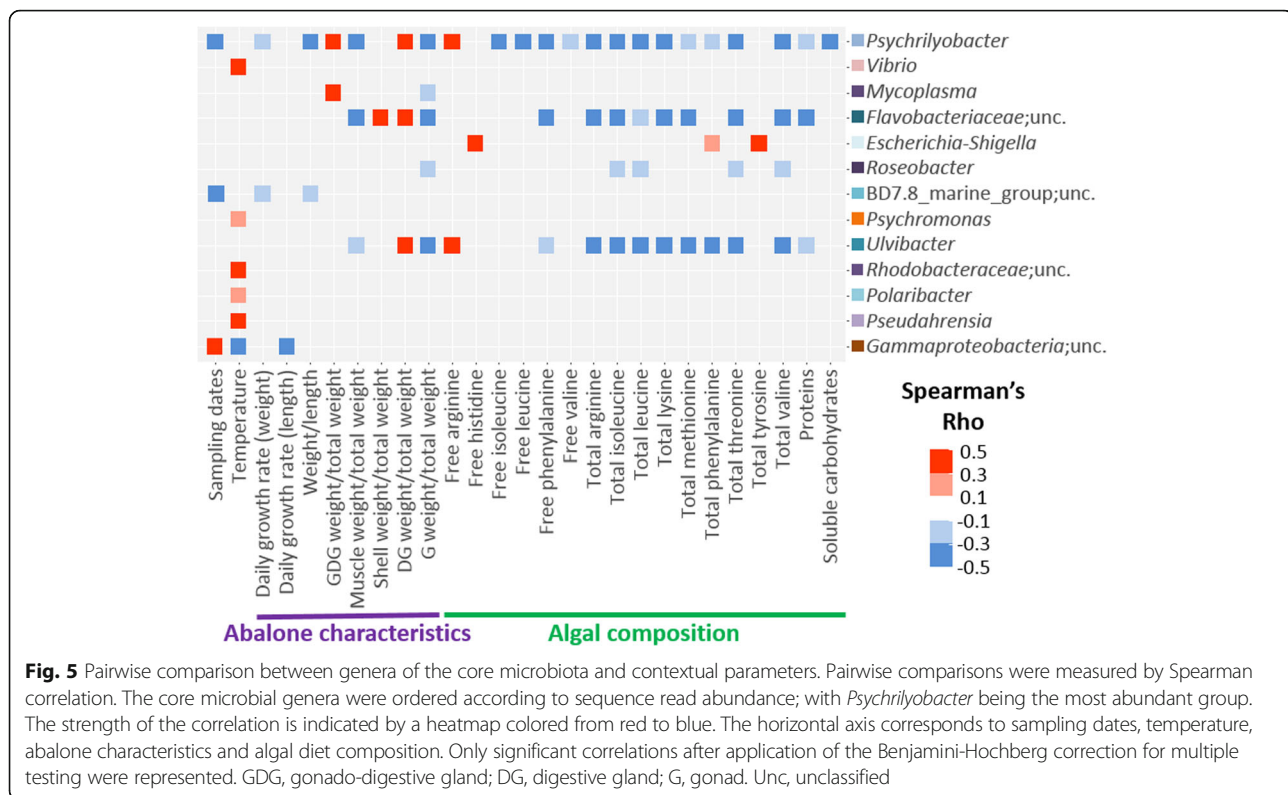 Psychrilyobacter
Vibrio
Mycoplasma
Flavobacteriaceae;unc.
Escherichia-Shigella
Roseobacter
BD7.8_marine_group;unc.
Psychromonas
Ulvibacter
Rhodobacteraceae;unc.
Polaribacter
Pseudahrensia
Gammaproteobacteria;unc.
Sampling dates
Temperature
Daily growth rate (weight)
Daily growth rate (length)
Weight/length
GDG weight/total weight
Muscle weight/total weight
Shell weight/total weight
DG weight/total weight
G weight/total weight
Free arginine
Free histidine
Free isoleucine
Free leucine
Free phenylalanine
Free valine
Total arginine
Total isoleucine
Total leucine
Total lysine
Total methionine
Total phenylalanine
Total threonine
Total tyrosine
Total valine
Proteins
Soluble carbohydrates
Abalone characteristics
Algal composition
Spearman's
Rho
0.5
0.3
0.1
-0.1
-0.3
-0.5
Fig. 5 Pairwise comparison between genera of the core microbiota and contextual parameters. Pairwise comparisons were measured by Spearman
correlation. The core microbial genera were ordered according to sequence read abundance; with Psychrilyobacter being the most abundant group.
The strength of the correlation is indicated by a heatmap colored from red to blue. The horizontal axis corresponds to sampling dates, temperature,
abalone characteristics and algal diet composition. Only significant correlations after application of the Benjamini-Hochberg correction for multiple
testing were represented. GDG, gonado-digestive gland; DG, digestive gland; G, gonad. Unc, unclassified